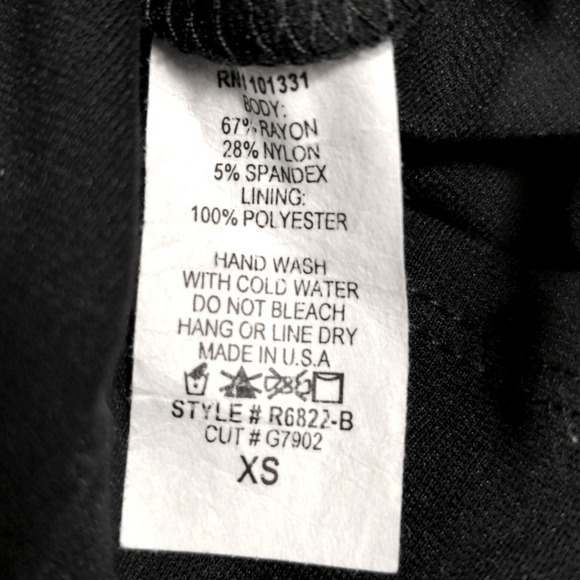 RN# 101331
BODY:
67% RAYON
28% NYLON
5% SPANDEX
LINING:
100% POLYESTER
HAND WASH
WITH COLD WATER
DO NOT BLEACH
HANG OR LINE DRY
MADE IN U.S.A
STYLE # R6822-B
CUT # G7902
XS